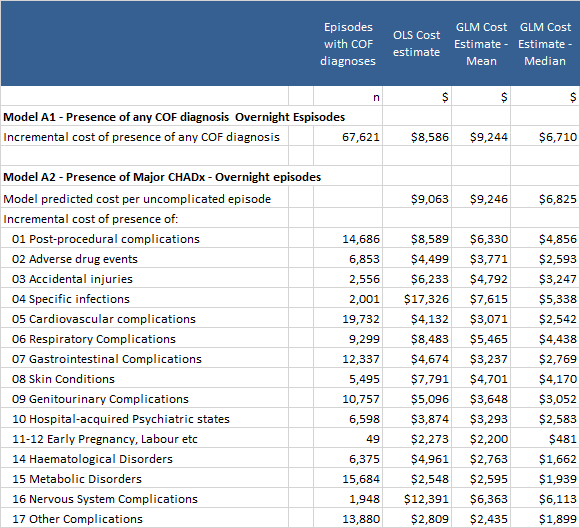 Episodes with COF diagnoses OLS Cost estimate GLM Cost Estimate - Mean GLM Cost Estimate - Median
n $ $ $
Model A1 - Presence of any COF diagnosis Overnight Espisodes
Incremental cost of presence of any COF diagnosis 67,621 $8,586 $9,244 $6,710
Model A2 - Presence of Major CHADx - Overnight episodes
Model predicted cost per uncomplicated episode $9,063 $9,246 $6,825
Incremental cost of presence of:
01 Post-procedural complications 14,686 $8,589 $6,330 $4,856
02 Adverse drug events 6,853 $4,499 $3,771 $2,593
03 Accidental injuries 2,556 $6,233 $4,792 $3,247
04 Specific infections 2,001 $17,326 $7,615 $5,338
05 Cardiovascular complications 19,732 $4,132 $3,071 $2,542
06 Respiratory Complications 9,299 $8,483 $5,465 $4,438
07 Gastrointestinal Complications 12,337 $4,674 $3,237 $2,769
08 Skin Conditions 5,495 $7,791 $4,701 $4,170
09 Genitourinary Complications 10,757 $5,096 $3,648 $3,052
10 Hospital-acquired Psychiatric states 6,598 $3,874 $3,293 $2,583
11-12 Early Pregnancy, Labour etc 49 $2,273 $2,200 $481
14 Haematological Disorders 6,375 $4,961 $2,763 $1,662
15 Metabolic Disorders 15,684 $2,548 $2,595 $1,939
16 Nervous System Complications 1,948 $12,391 $6,363 $6,113
17 Other Complications 13,880 $2,809 $2,435 $1,899